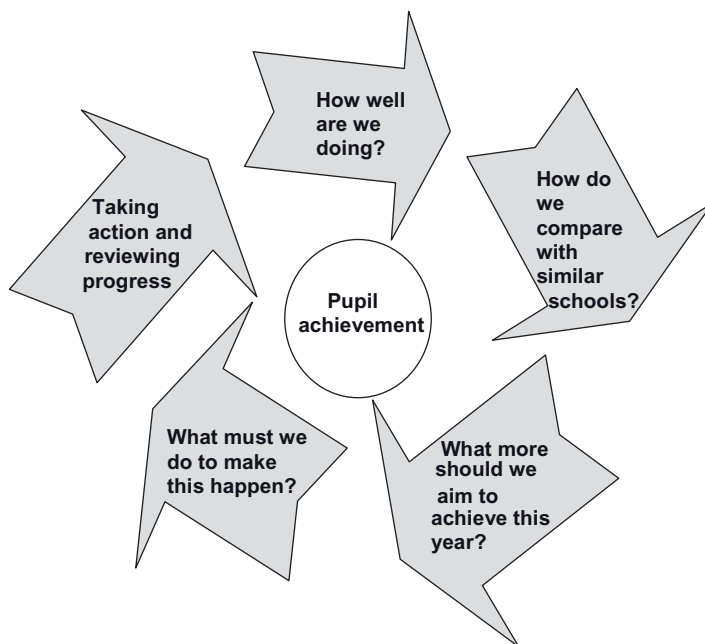 How well
are we
doing?
How do
we
compare
with
similar
schools?
What more
should we
aim to
achieve this
year?
What must we
do to make
this happen?
Taking
action and
reviewing
progress
Pupil
achievement